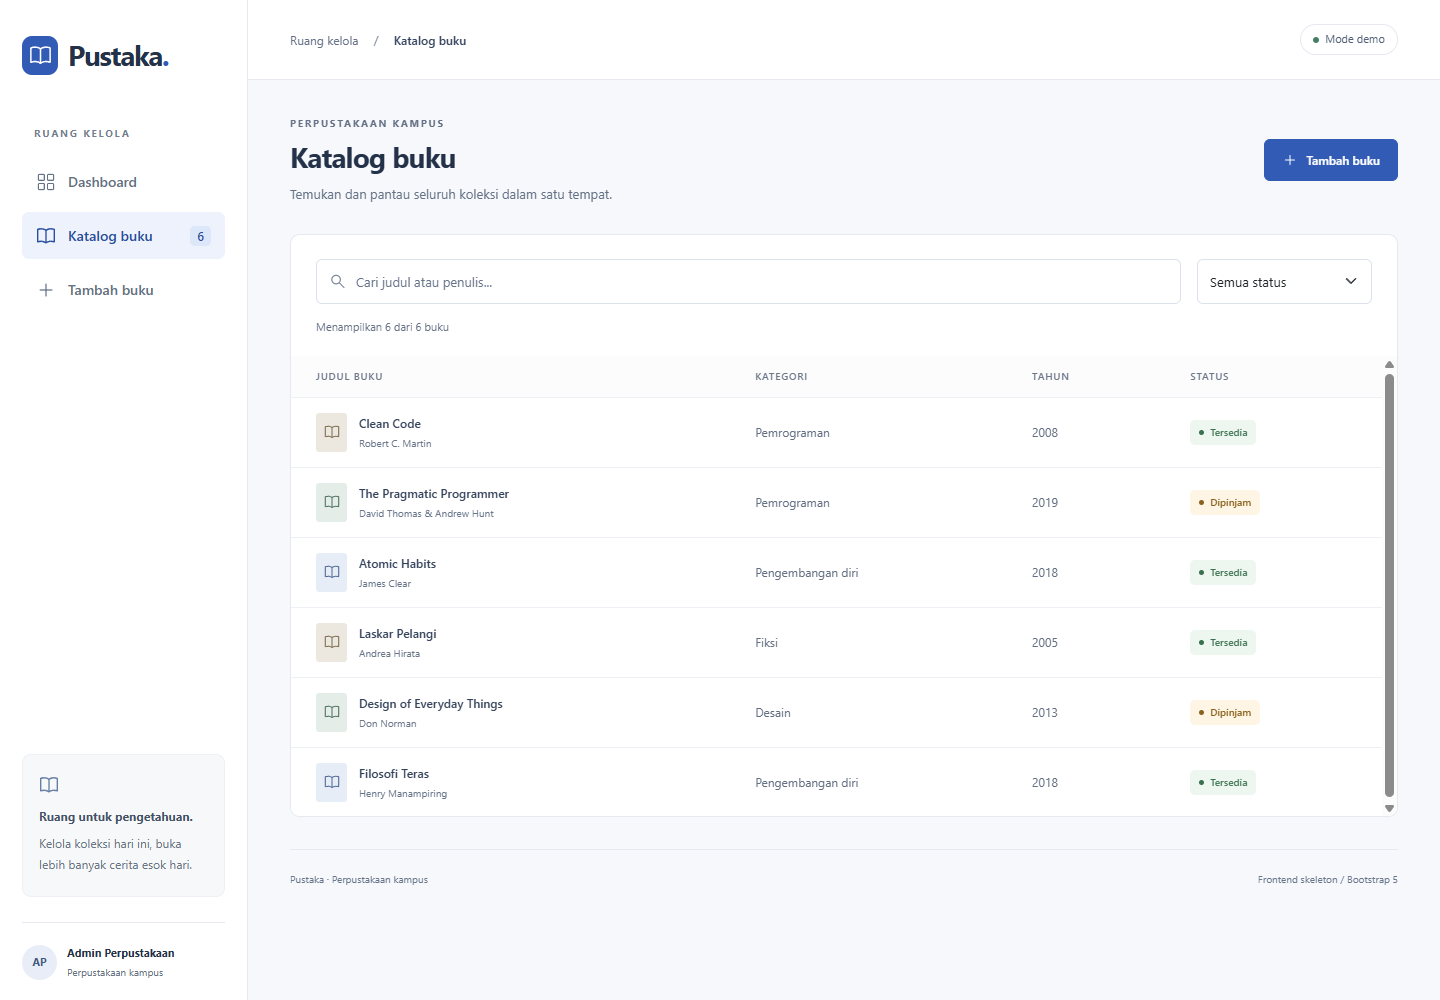 Pustaka.
RUANG KELOLA
Dashboard
Katalog buku 6
Tambah buku
Ruang untuk pengetahuan.
Kelola koleksi hari ini, buka
lebih banyak cerita esok hari.
AP
Admin Perpustakaan
Perpustakaan kampus
Ruang kelola / Katalog buku
Mode demo
PERPUSTAKAAN KAMPUS
Katalog buku
Temukan dan pantau seluruh koleksi dalam satu tempat.
Tambah buku
Cari judul atau penulis...
Semua status
Menampilkan 6 dari 6 buku
JUDUL BUKU KATEGORI TAHUN STATUS
Clean Code
Robert C. Martin
Pemrograman 2008 Tersedia
The Pragmatic Programmer
David Thomas & Andrew Hunt
Pemrograman 2019 Dipinjam
Atomic Habits
James Clear
Pengembangan diri 2018 Tersedia
Laskar Pelangi
Andrea Hirata
Fiksi 2005 Tersedia
Design of Everyday Things
Don Norman
Desain 2013 Dipinjam
Filosofi Teras
Henry Manampiring
Pengembangan diri 2018 Tersedia
Pustaka · Perpustakaan kampus
Frontend skeleton / Bootstrap 5